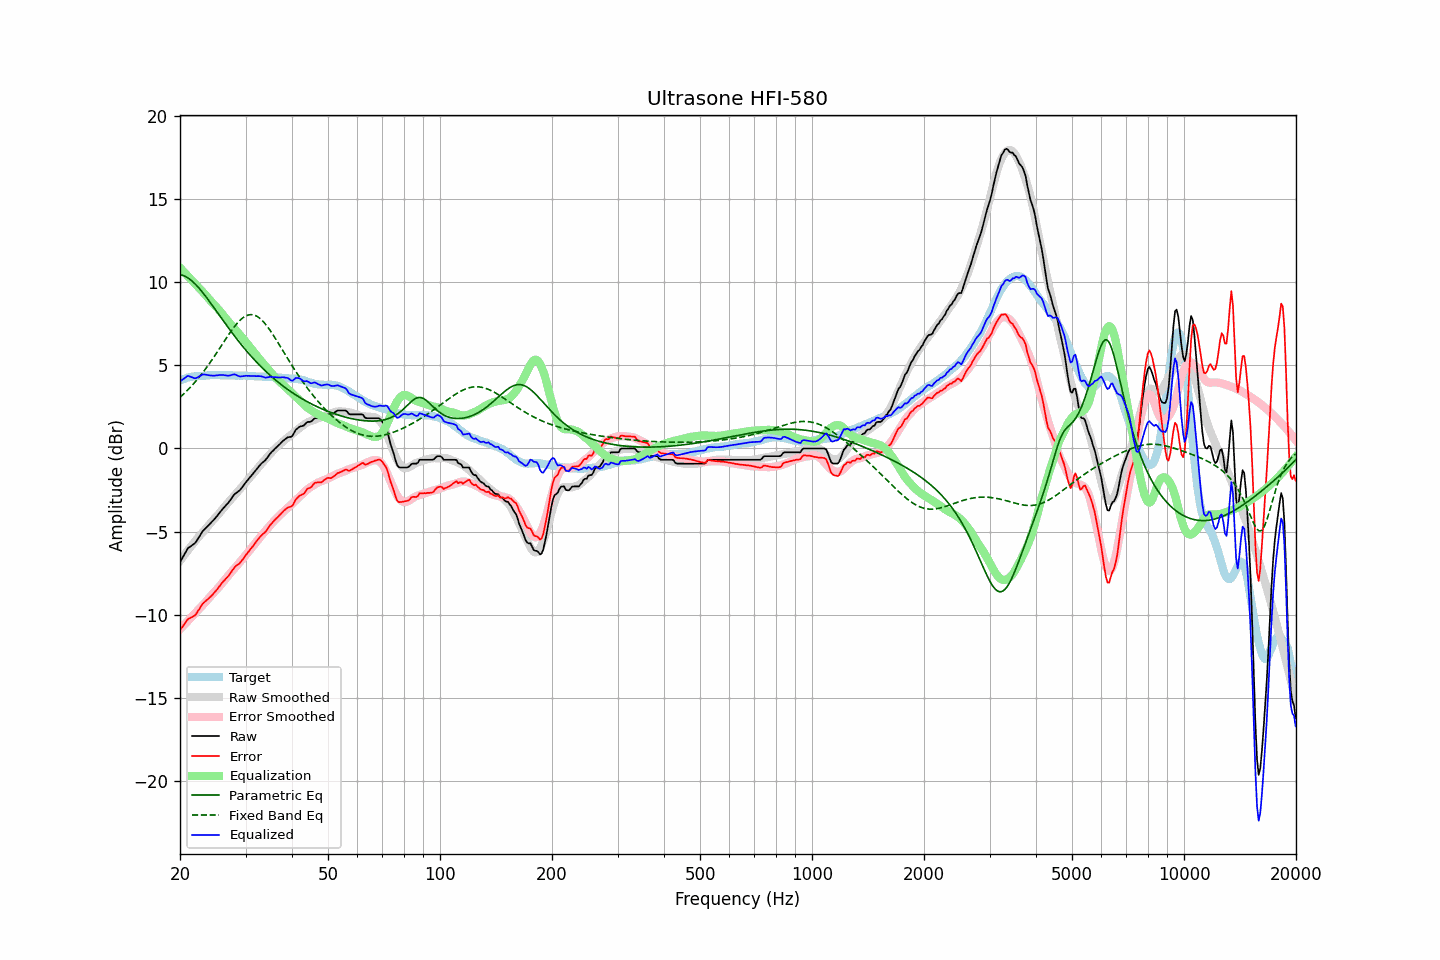 Ultrasone HFI-580
Amplitude (dBr)
20
15
10
5
0
−5
−10
−15
−20
Target
Raw Smoothed
Error Smoothed
Raw
Error
Equalization
Parametric Eq
Fixed Band Eq
Equalized
20 50 100 200 500 1000 2000 5000 10000 20000
Frequency (Hz)